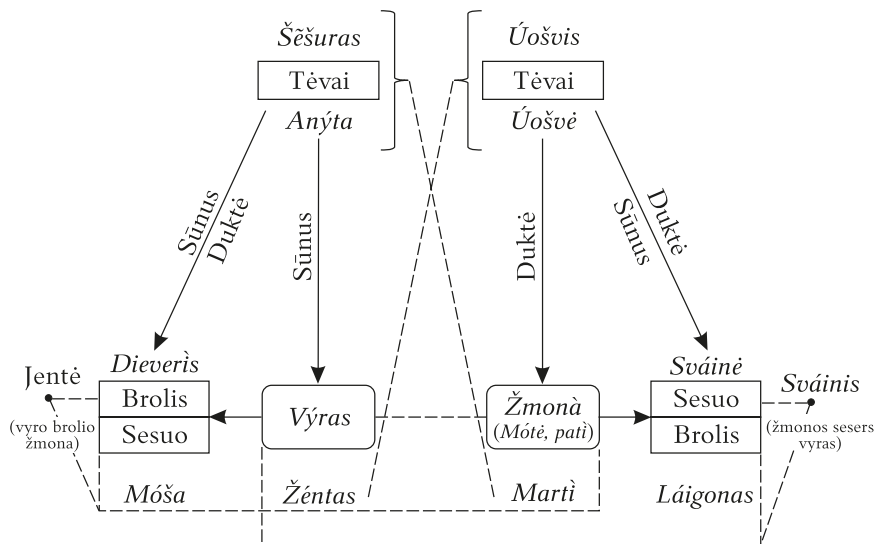 Šẽšuras
Úošvis
Tėvai
Tėvai
Anýta
Úošvė
Sūnus
Duktė
Sūnus
Duktė
Duktė
Sūnus
Dieverìs
Sváinė
Jentė
Brolis
Výras
Žmonà
Sesuo
Sváinis
(vyro brolio
žmona)
Sesuo
(Mótė, patì)
Brolis
(žmonos sesers
vyras)
Móša
Žéntas
Martì
Láigonas